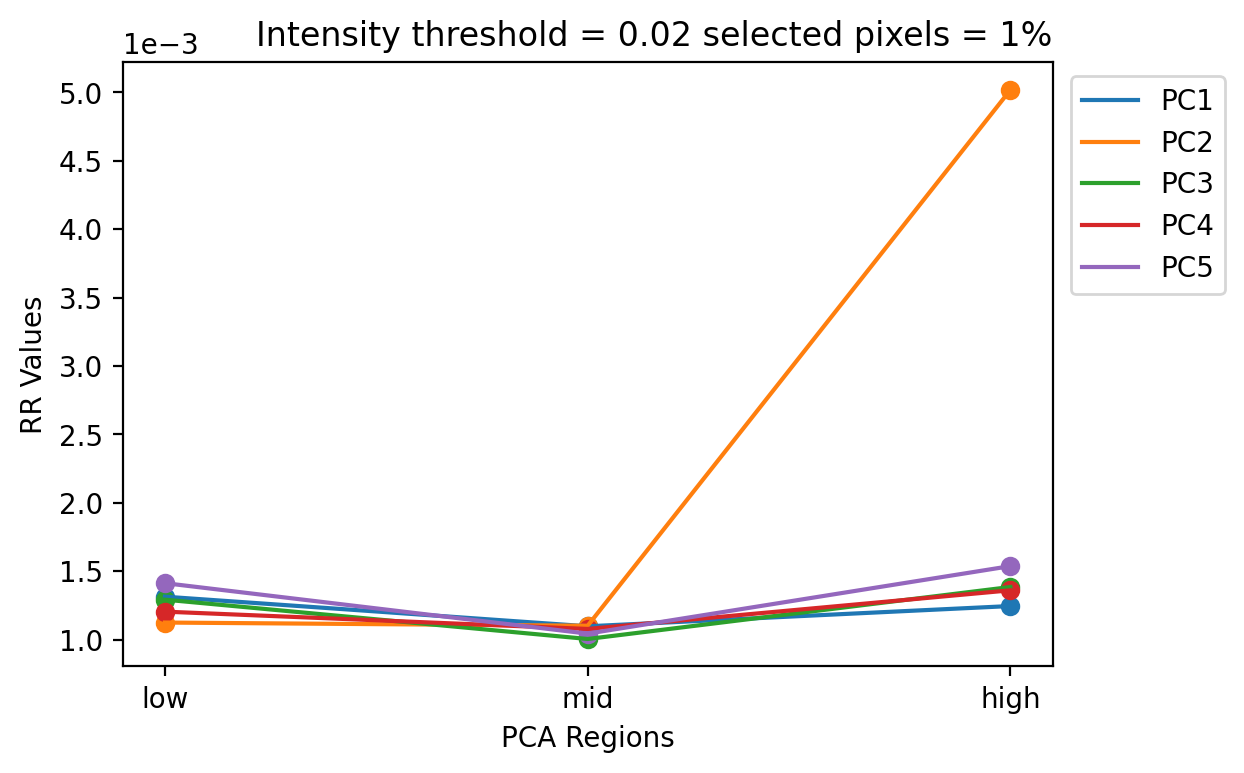 Intensity threshold = 0.02 selected pixels = 1%
1e−3
5.0
4.5
4.0
3.5
3.0
2.5
2.0
1.5
1.0
RR Values
low mid high
PCA Regions
PC1
PC2
PC3
PC4
PC5